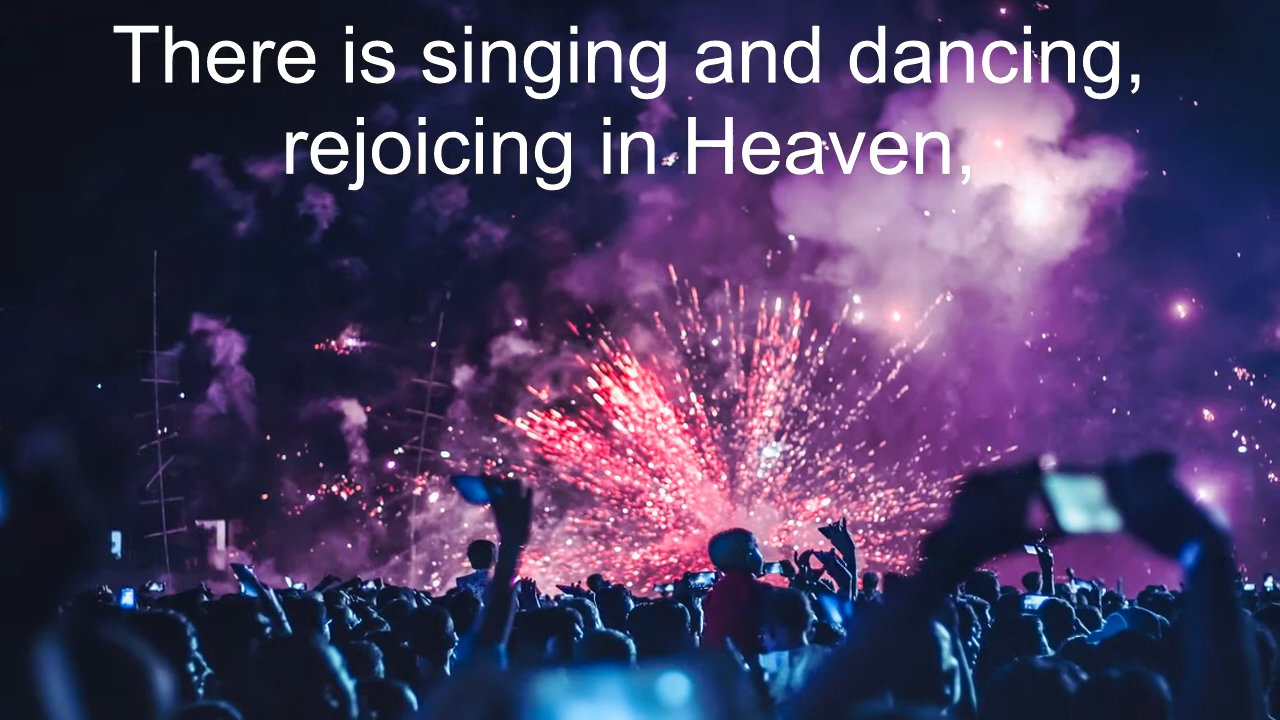 There is singing and dancing,
rejoicing in Heaven,